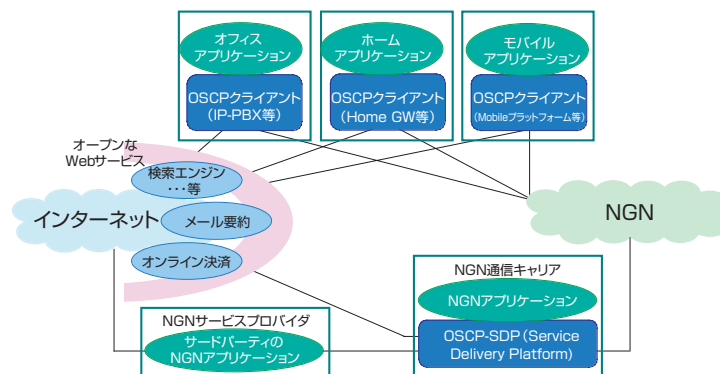 オフィス
アプリケーション
OSCPクライアント
(IP-PBX等)
ホーム
アプリケーション
OSCPクライアント
(Home GW等)
モバイル
アプリケーション
OSCPクライアント
(Mobileプラットフォーム等)
オープンな
Webサービス
検索エンジン
・・・等
インターネット
メール要約
オンライン決済
NGN
NGN通信キャリア
NGNアプリケーション
OSCP-SDP(Service
Delivery Platform)
NGNサービスプロバイダ
サードパーティの
NGNアプリケーション